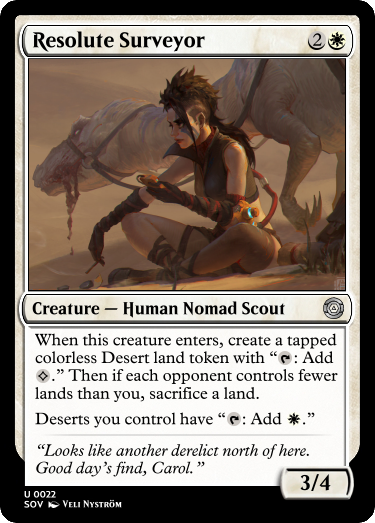 Resolute Surveyor 2
Creature — Human Nomad Scout
When this creature enters, create a tapped
colorless Desert land token with “: Add
.” Then if each opponent controls fewer
lands than you, sacrifice a land.
Deserts you control have “: Add .”
“Looks like another derelict north of here.
Good day’s find, Carol.”
3/4
U 0022
SOV Veli Nyström